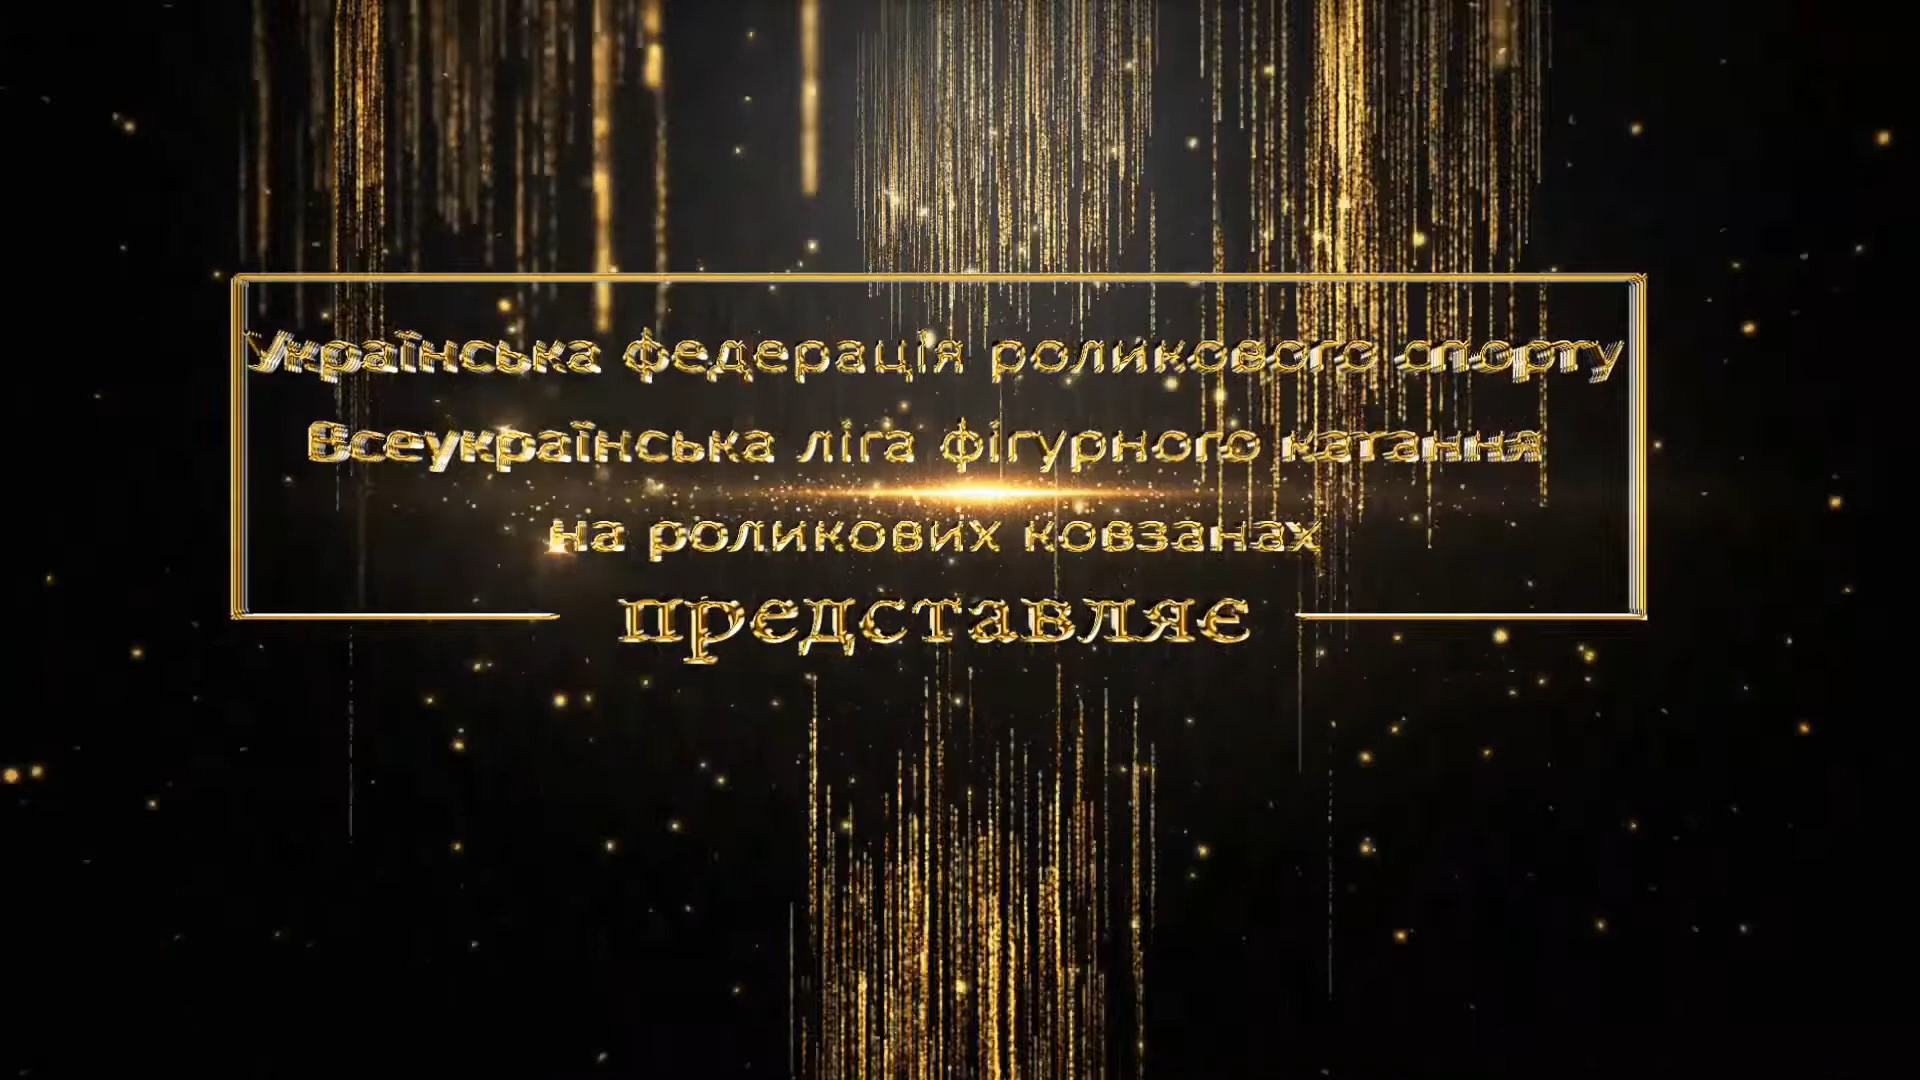 Українська федерація роликового спорту
Всеукраїнська ліга фігурного катання
на роликових ковзанах
представляє